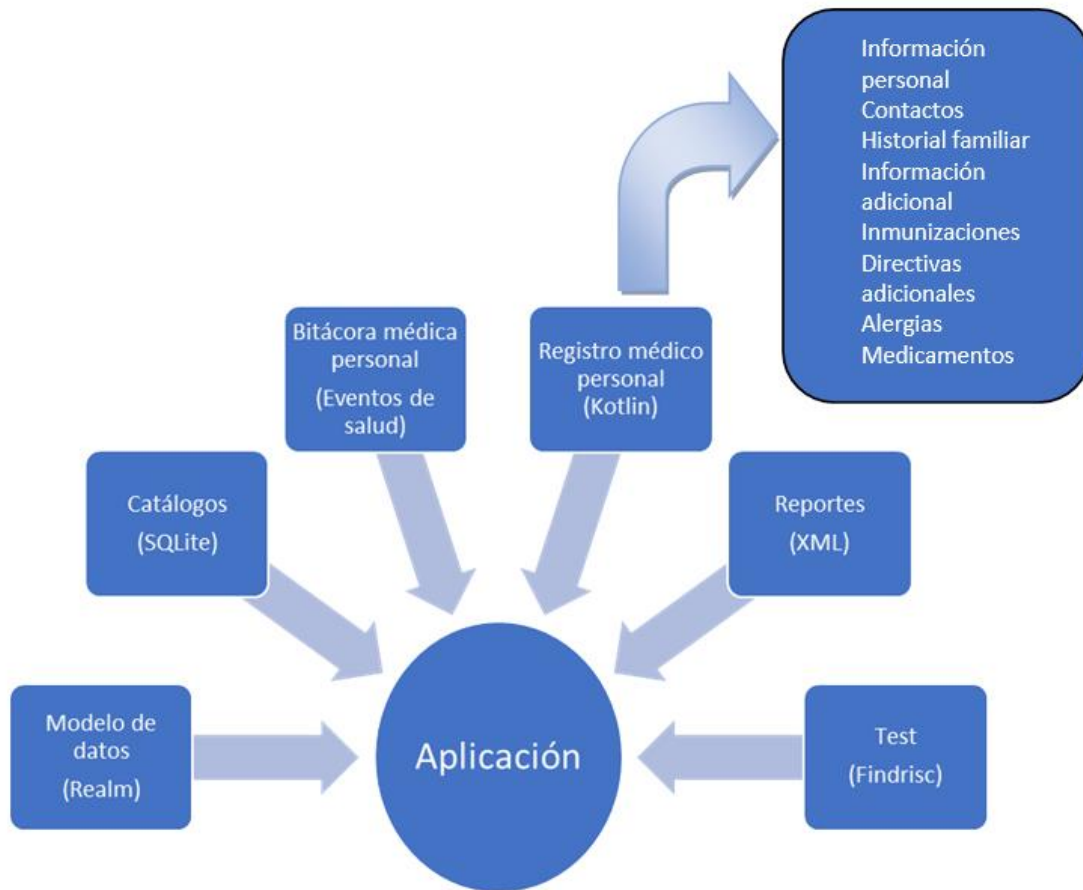 Información
personal
Contactos
Historial familiar
Información
adicional
Inmunizaciones
Directivas
adicionales
Alergias
Medicamentos
Bitácora médica
personal
(Eventos de
salud)
Registro médico
personal
(Kotlin)
Catálogos
(SQLite)
Reportes
(XML)
Modelo de
datos
(Realm)
Aplicación
Test
(Findrisc)